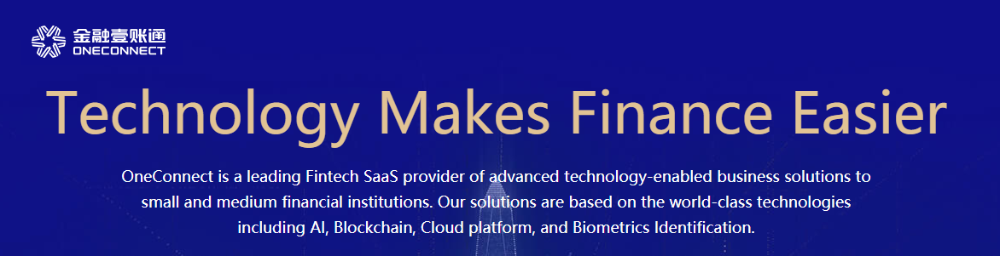 金融壹账通
ONECONNECT
Technology Makes Finance Easier
OneConnect is a leading Fintech SaaS provider of advanced technology-enabled business solutions to
small and medium financial institutions. Our solutions are based on the world-class technologies
including AI, Blockchain, Cloud platform, and Biometrics Identification.